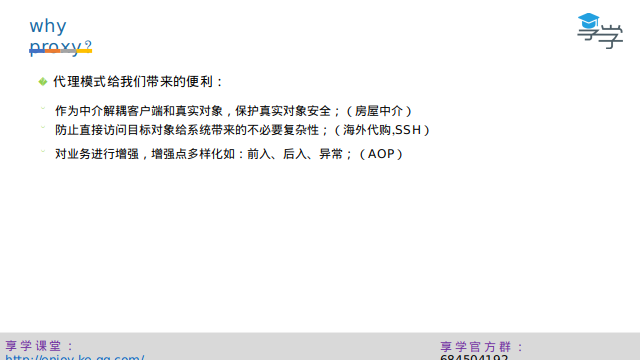 why
proxy?
享学
代理模式给我们带来的便利：
作为中介解耦客户端和真实对象，保护真实对象安全；（房屋中介）
防止直接访问目标对象给系统带来的不必要复杂性；（海外代购,SSH）
对业务进行增强，增强点多样化如：前入、后入、异常；（AOP）
享学课堂：
http://enjoy.ke.qq.com/
享学官方群：
684504192